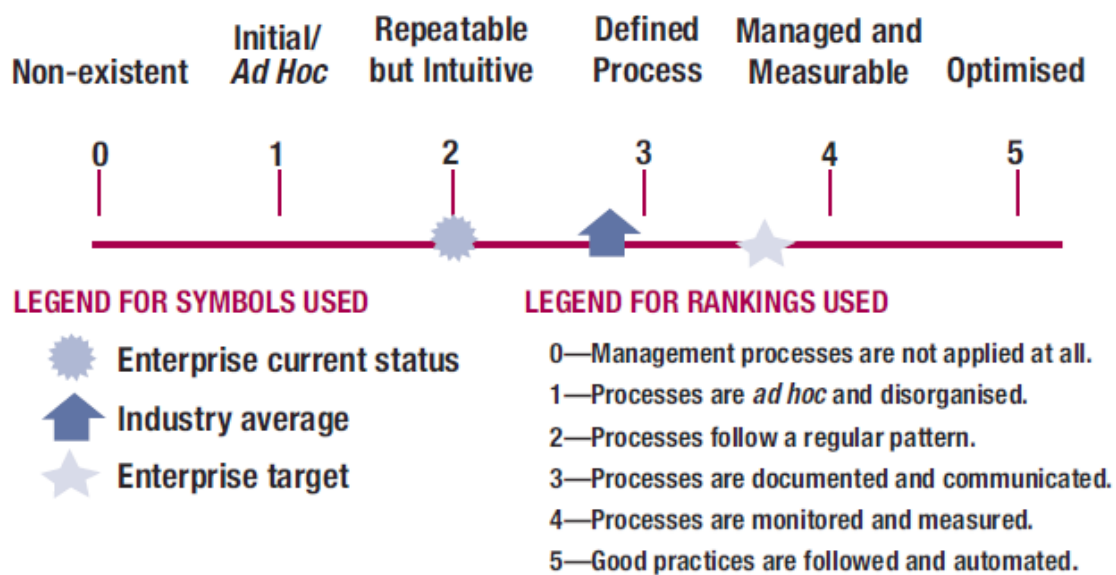 Non-existent
Initial/
Ad Hoc
Repeatable
but Intuitive
Defined
Process
Managed and
Measurable
Optimised
0 1 2 3 4 5
LEGEND FOR SYMBOLS USED
Enterprise current status
Industry average
Enterprise target
LEGEND FOR RANKINGS USED
0—Management processes are not applied at all.
1—Processes are ad hoc and disorganised.
2—Processes follow a regular pattern.
3—Processes are documented and communicated.
4—Processes are monitored and measured.
5—Good practices are followed and automated.